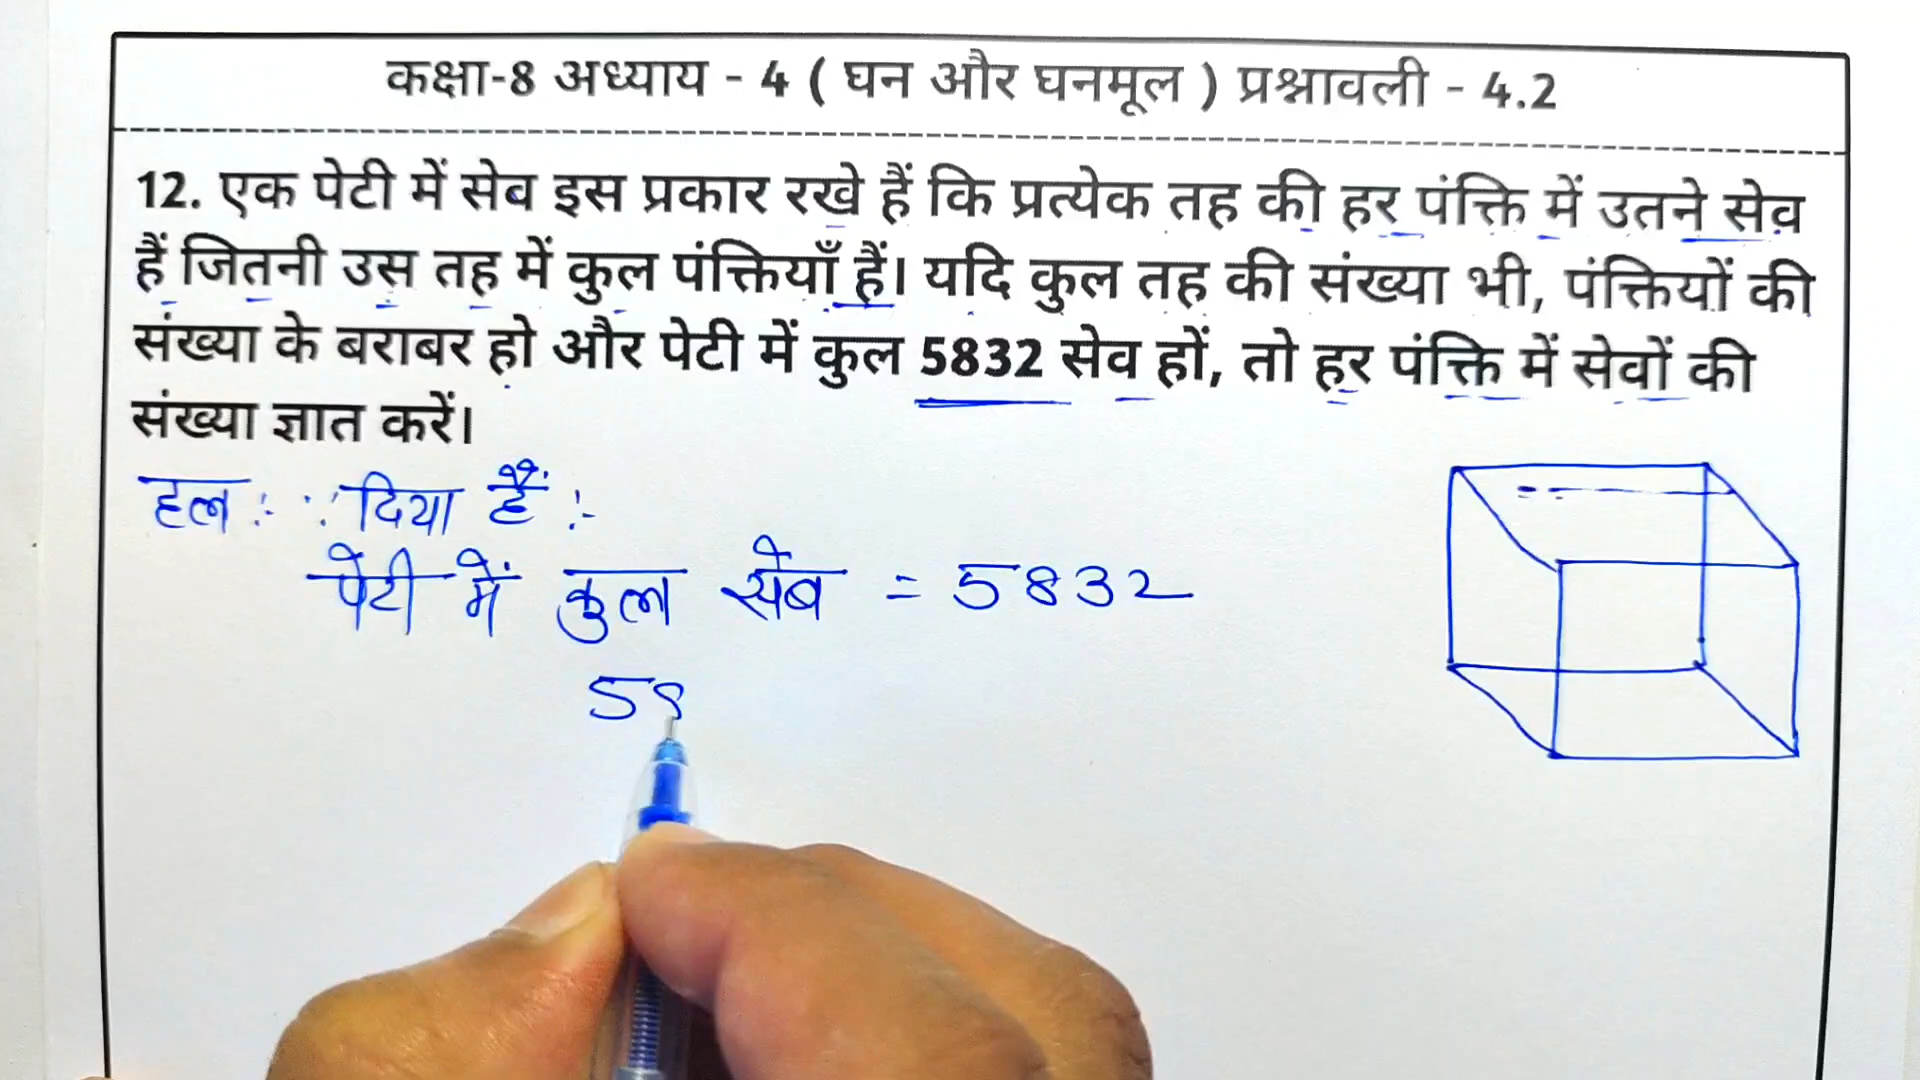 कक्षा-8 अध्याय - 4 ( घन और घनमूल ) प्रश्नावली - 4.2
12. एक पेटी में सेब इस प्रकार रखे हैं कि प्रत्येक तह की हर पंक्ति में उतने सेव
हैं जितनी उस तह में कुल पंक्तियाँ हैं। यदि कुल तह की संख्या भी, पंक्तियों की
संख्या के बराबर हो और पेटी में कुल 5832 सेव हों, तो हर पंक्ति में सेवों की
संख्या ज्ञात करें।
हल :- ∵ दिया है :-
पेटी में कुल सेब = 5832
58